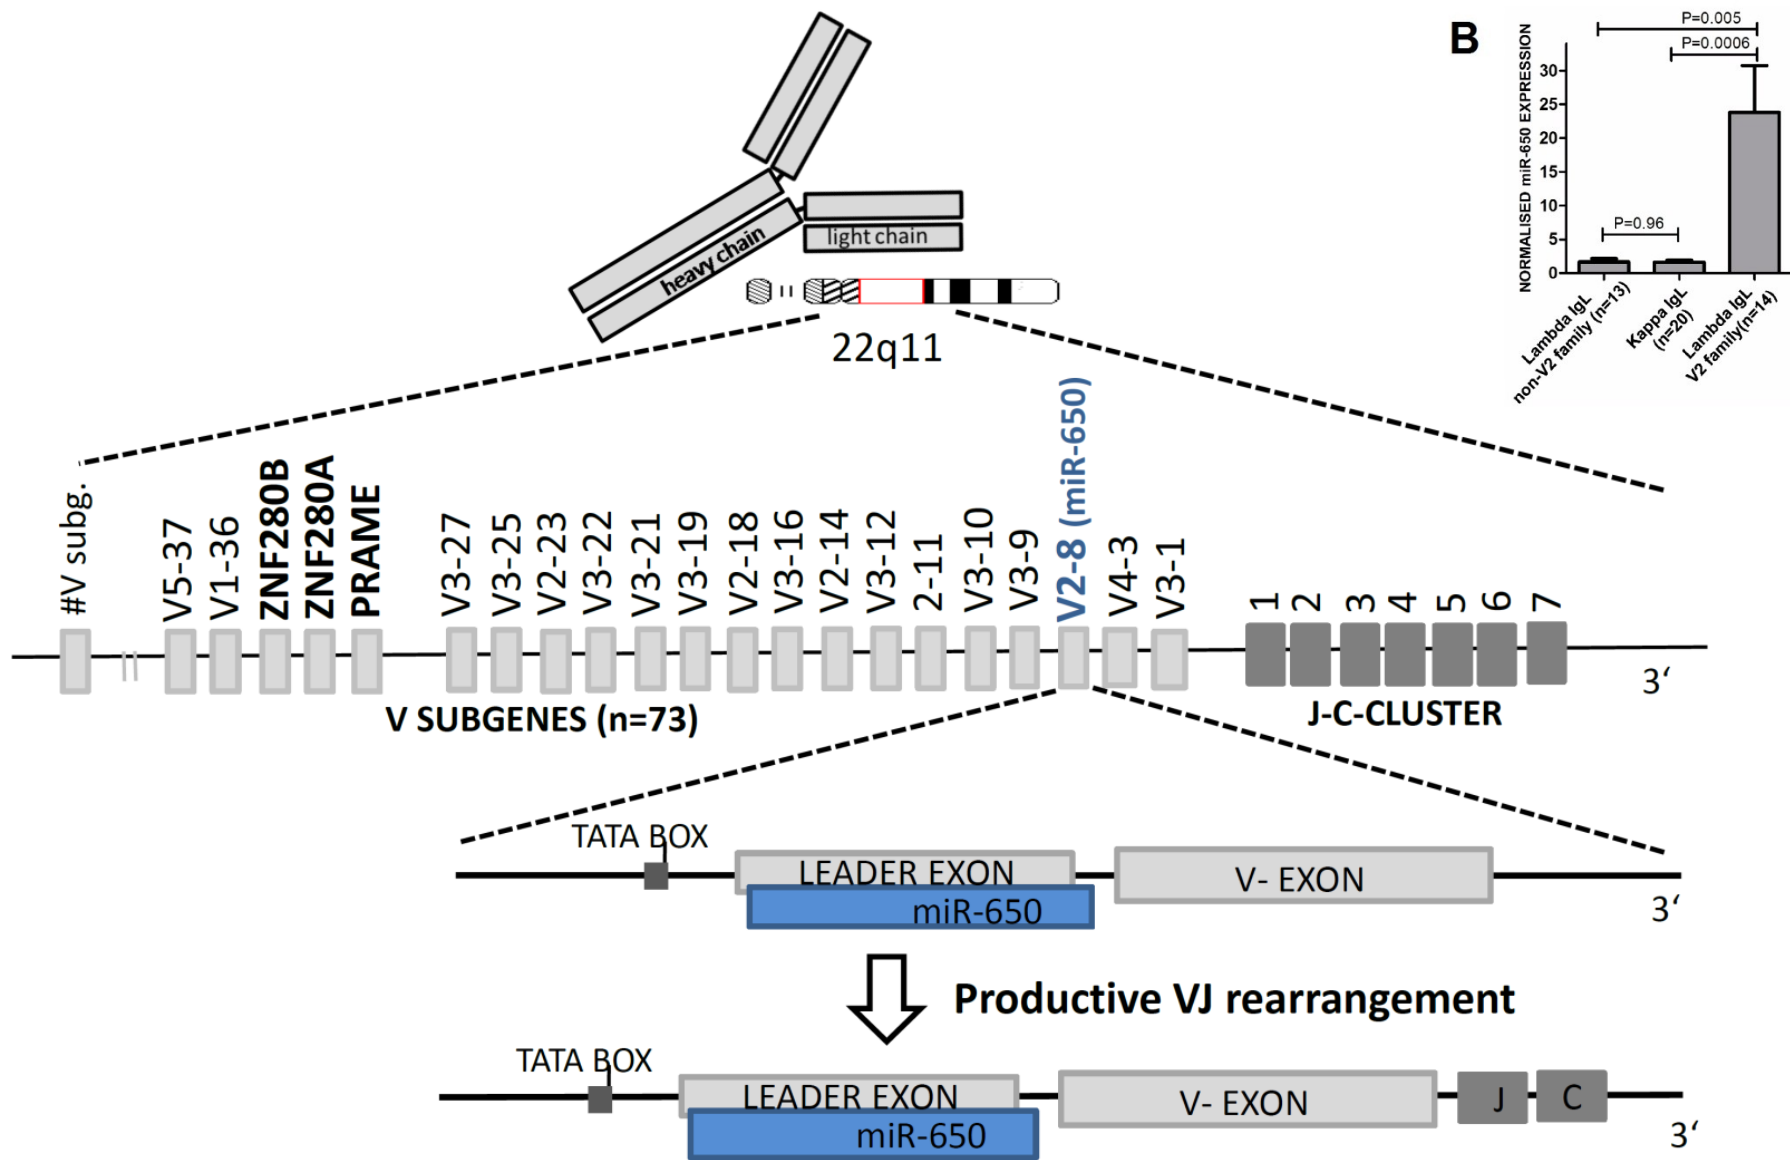 B
NORMALISED miR-650 EXPRESSION
P=0.005
P=0.0006
P=0.96
30
25
20
15
10
5
0
Lambda IgL
non-V2 family (n=13)
Kappa IgL
(n=20)
Lambda IgL
V2 family(n=14)
heavy chain
light chain
22q11
#V subg.
V5-37
V1-36
ZNF280B
ZNF280A
PRAME
V3-27
V3-25
V2-23
V3-22
V3-21
V3-19
V2-18
V3-16
V2-14
V3-12
2-11
V3-10
V3-9
V2-8 (miR-650)
V4-3
V3-1
1
2
3
4
5
6
7
3‘
V SUBGENES (n=73)
J-C-CLUSTER
TATA BOX
LEADER EXON
miR-650
V- EXON
3‘
Productive VJ rearrangement
TATA BOX
LEADER EXON
miR-650
V- EXON
J
C
3‘